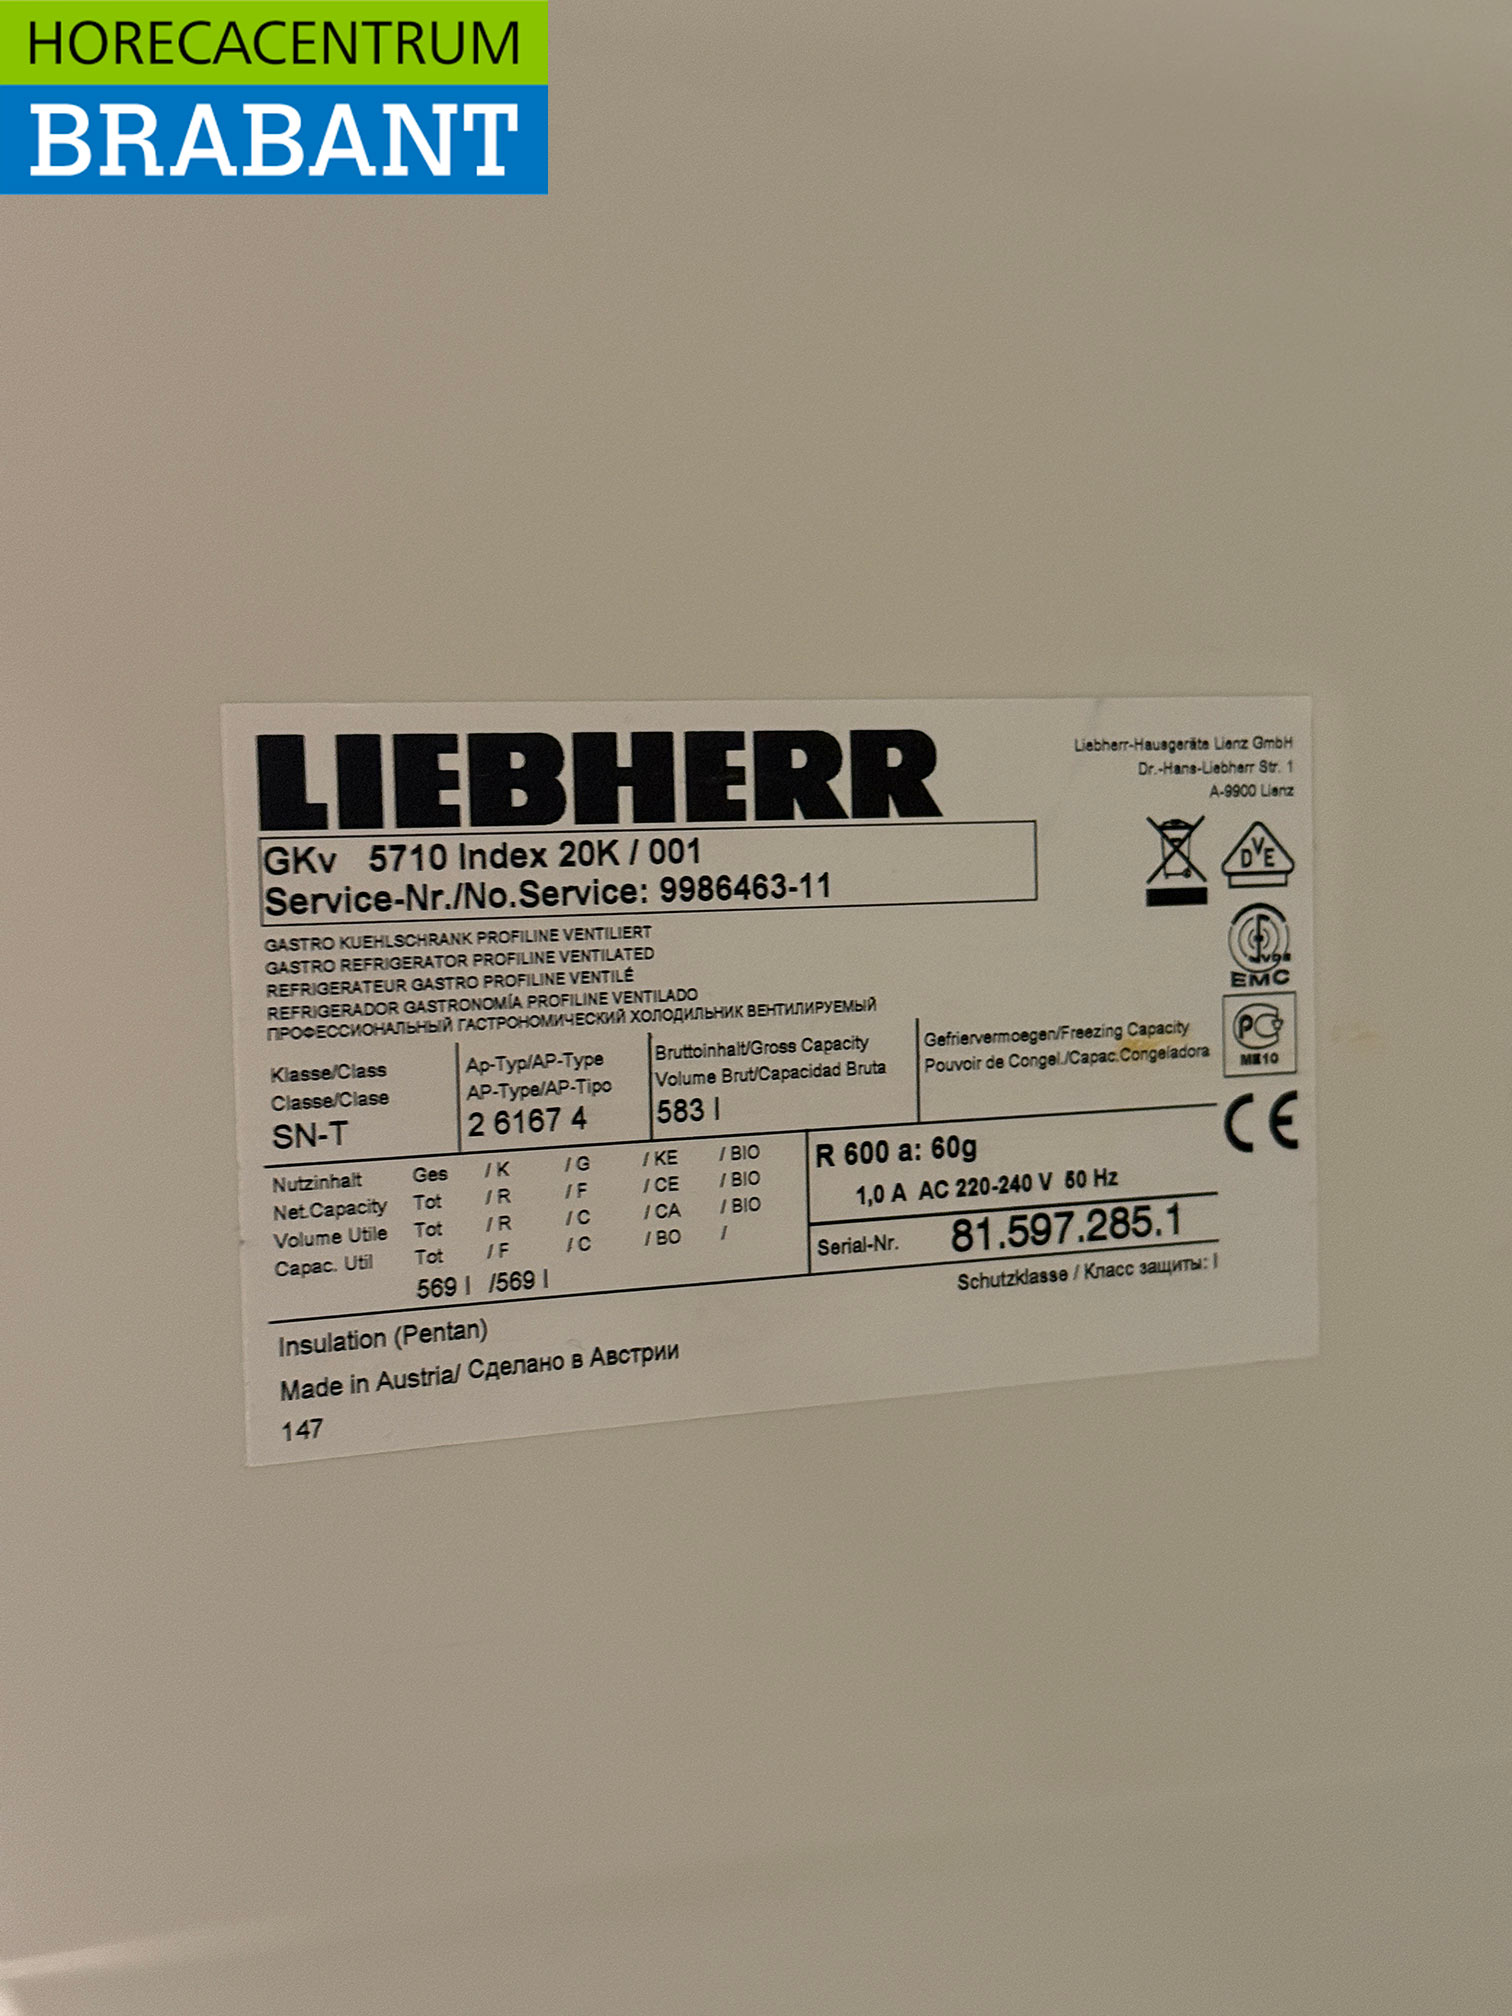 HORECACENTRUM
BRABANT
LIEBHERR
Liebherr-Hausgeräte Lienz GmbH
Dr.-Hans-Liebherr Str. 1
A-9900 Lienz
GKv 5710 Index 20K / 001
Service-Nr./No.Service: 9986463-11
GASTRO KUEHLSCHRANK PROFILINE VENTILIERT
GASTRO REFRIGERATOR PROFILINE VENTILATED
REFRIGERATEUR GASTRO PROFILINE VENTILÉ
REFRIGERADOR GASTRONOMÍA PROFILINE VENTILADO
ПРОФЕССИОНАЛЬНЫЙ ГАСТРОНОМИЧЕСКИЙ ХОЛОДИЛЬНИК ВЕНТИЛИРУЕМЫЙ
DVE
EMC
PC
ME10
CE
Klasse/Class
Classe/Clase
SN-T
Ap-Typ/AP-Type
AP-Type/AP-Tipo
2 6167 4
Bruttoinhalt/Gross Capacity
Volume Brut/Capacidad Bruta
583 l
Gefriervermoegen/Freezing Capacity
Pouvoir de Congel./Capac.Congeladora
Nutzinhalt Ges / K / G / KE / BIO
Net.Capacity Tot / R / F / CE / BIO
Volume Utile Tot / R / C / CA / BIO
Capac. Util Tot / F / C / BO /
569 l /569 l
R 600 a: 60g
1,0 A AC 220-240 V 50 Hz
Serial-Nr. 81.597.285.1
Schutzklasse / Класс защиты: I
Insulation (Pentan)
Made in Austria/ Сделано в Австрии
147